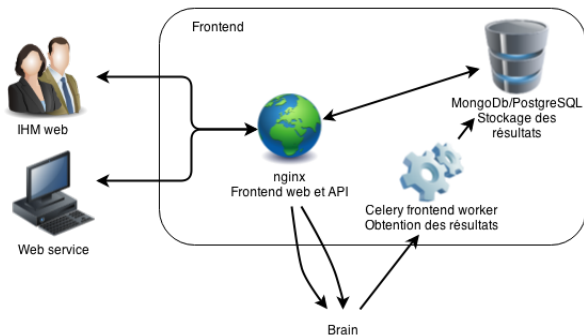 Frontend
IHM web
Web service
nginx
Frontend web et API
MongoDb/PostgreSQL
Stockage des
résultats
Celery frontend worker
Obtention des résultats
Brain